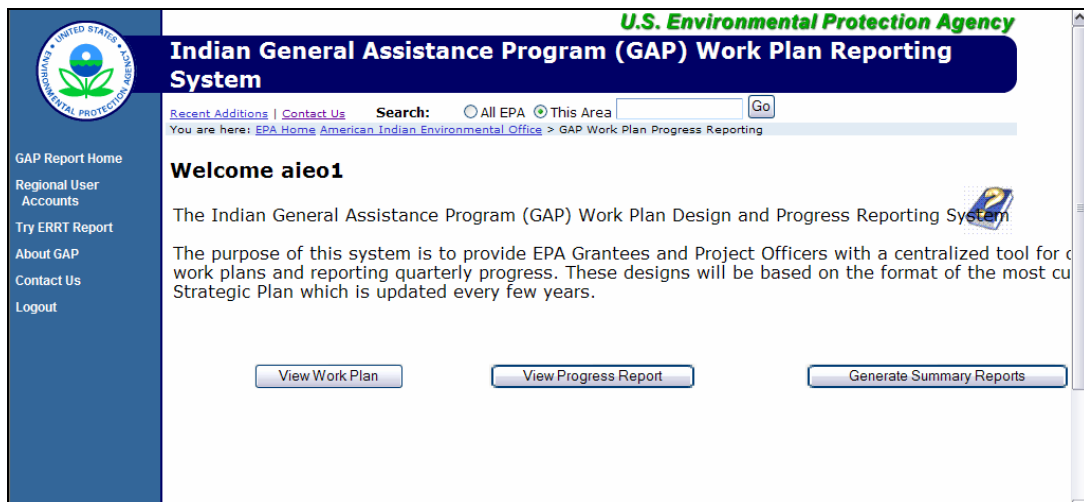 U.S. Environmental Protection Agency
UNITED STATES
ENVIRONMENTAL PROTECTION AGENCY
Indian General Assistance Program (GAP) Work Plan Reporting
System
Recent Additions | Contact Us Search: All EPA This Area Go
You are here: EPA Home American Indian Environmental Office > GAP Work Plan Progress Reporting
GAP Report Home
Regional User
Accounts
Try ERRT Report
About GAP
Contact Us
Logout
Welcome aieo1
The Indian General Assistance Program (GAP) Work Plan Design and Progress Reporting System
?
The purpose of this system is to provide EPA Grantees and Project Officers with a centralized tool for
work plans and reporting quarterly progress. These designs will be based on the format of the most cu
Strategic Plan which is updated every few years.
View Work Plan
View Progress Report
Generate Summary Reports